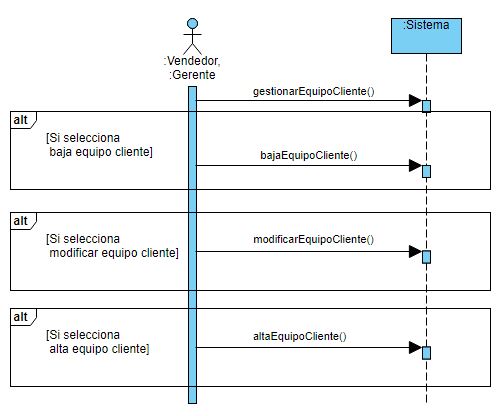 :Sistema
:Vendedor,
:Gerente
gestionarEquipoCliente()
alt
[Si selecciona
baja equipo cliente]
bajaEquipoCliente()
alt
[Si selecciona
modificar equipo cliente]
modificarEquipoCliente()
alt
[Si selecciona
alta equipo cliente]
altaEquipoCliente()